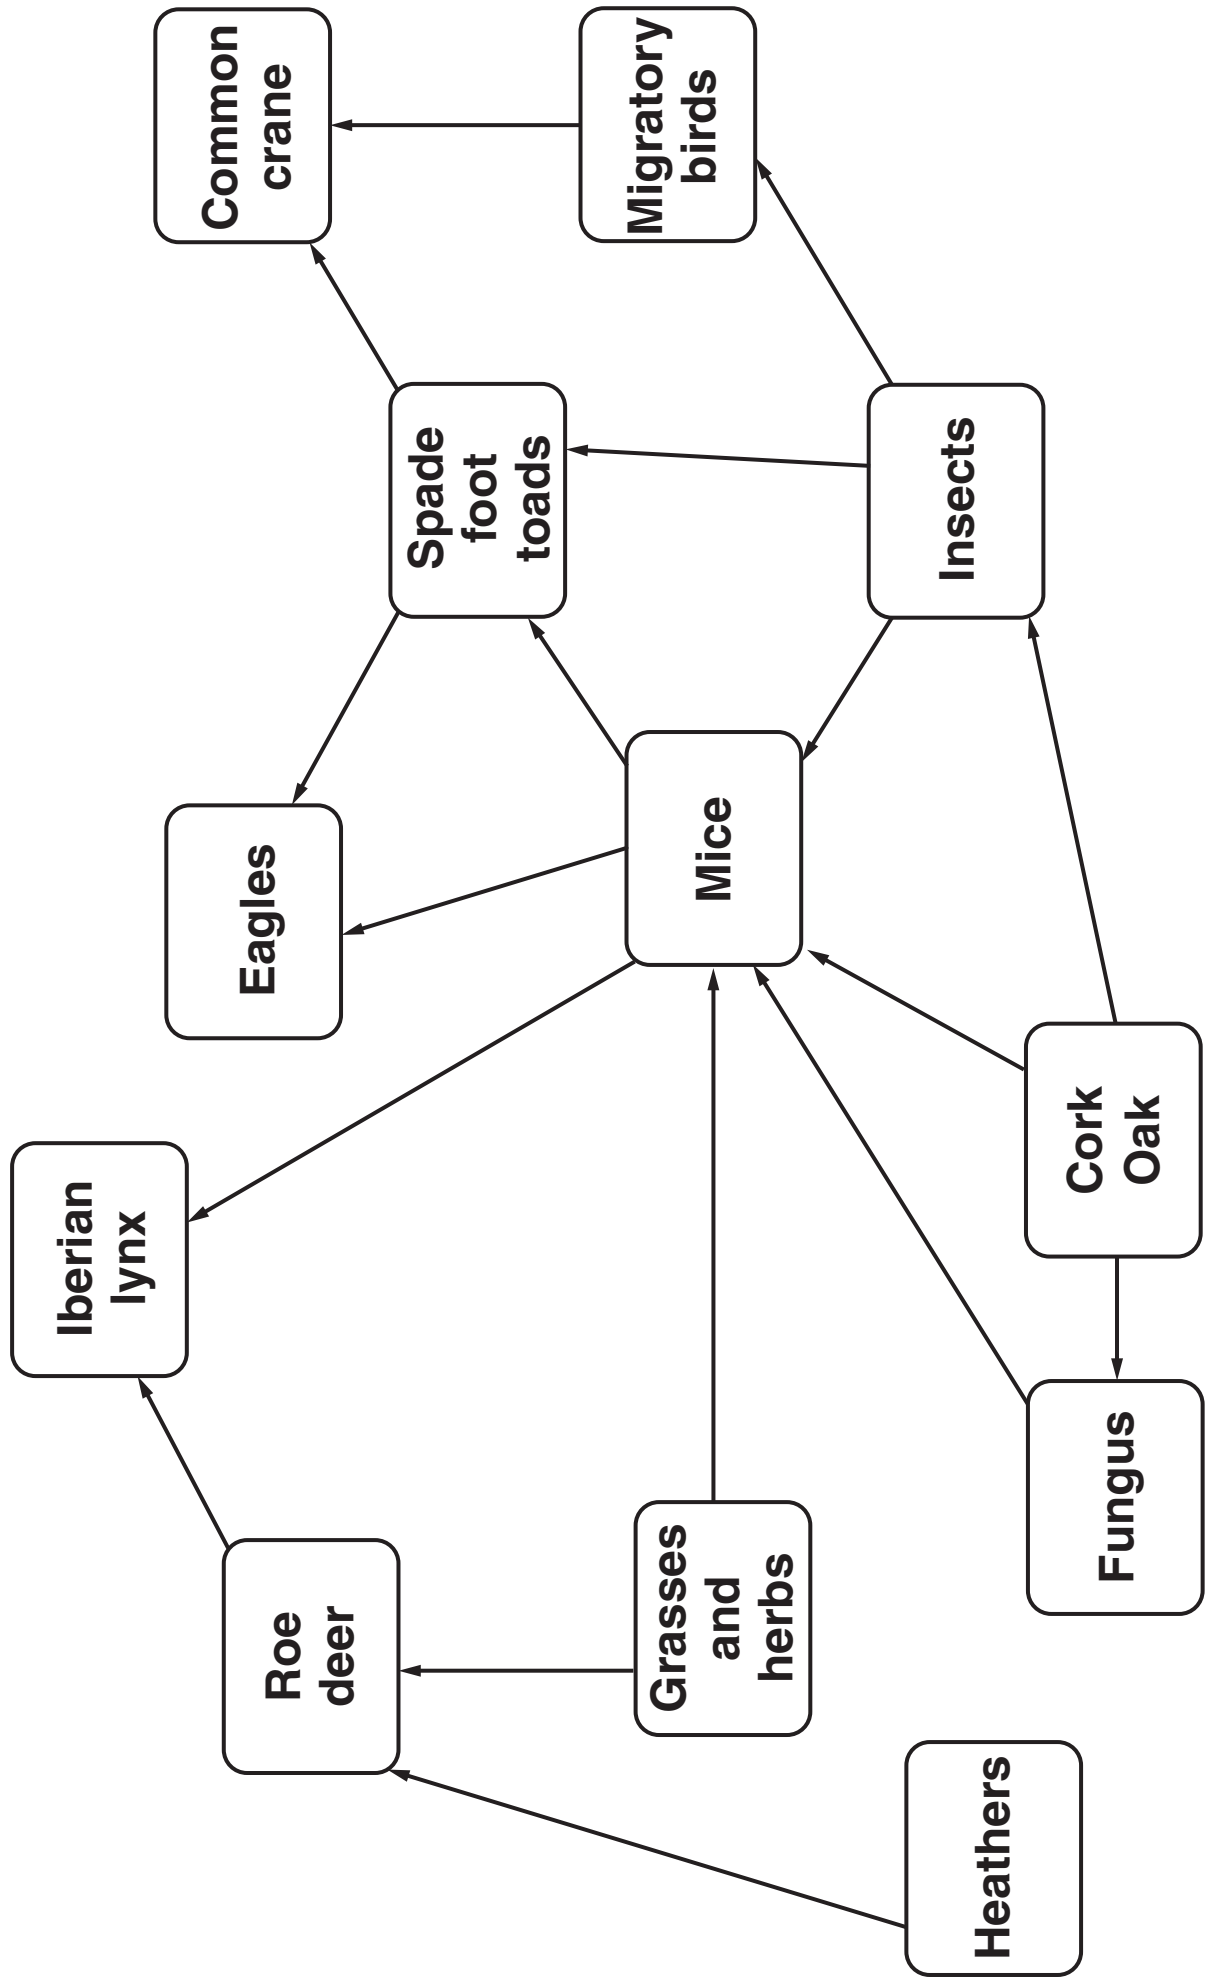 Iberian
lynx
Eagles
Common
crane
Roe
deer
Spade
foot
toads
Grasses
and
herbs
Mice
Migratory
birds
Heathers
Fungus
Cork
Oak
Insects